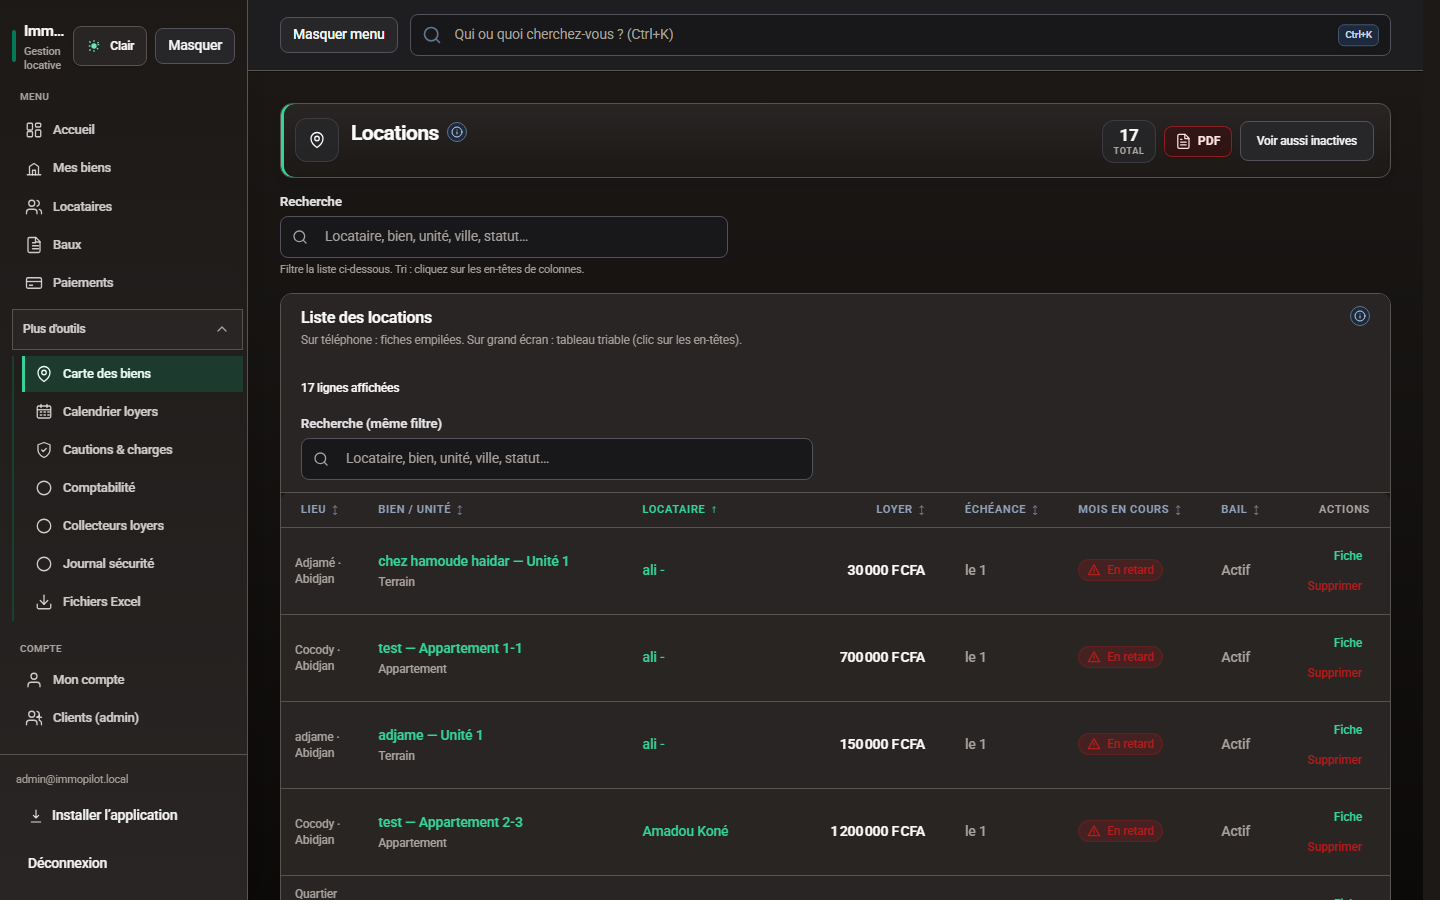 Imm...
Gestion
locative
Clair
Masquer
MENU
Accueil
Mes biens
Locataires
Baux
Paiements
Plus d'outils
Carte des biens
Calendrier loyers
Cautions & charges
Comptabilité
Collecteurs loyers
Journal sécurité
Fichiers Excel
COMPTE
Mon compte
Clients (admin)
admin@immopilot.local
Installer l'application
Déconnexion
Masquer menu
Qui ou quoi cherchez-vous ? (Ctrl+K)
Ctrl+K
Locations
17
TOTAL
PDF
Voir aussi inactives
Recherche
Locataire, bien, unité, ville, statut...
Filtre la liste ci-dessous. Tri : cliquez sur les en-têtes de colonnes.
Liste des locations
Sur téléphone : fiches empilées. Sur grand écran : tableau triable (clic sur les en-têtes).
17 lignes affichées
Recherche (même filtre)
Locataire, bien, unité, ville, statut...
LIEU ↕ BIEN / UNITÉ ↕ LOCATAIRE ↑ LOYER ↕ ÉCHÉANCE ↕ MOIS EN COURS ↕ BAIL ↕ ACTIONS
Adjamé ·
Abidjan
chez hamoude haidar — Unité 1
Terrain
ali -
30 000 FCFA
le 1
En retard
Actif
Fiche
Supprimer
Cocody ·
Abidjan
test — Appartement 1-1
Appartement
ali -
700 000 FCFA
le 1
En retard
Actif
Fiche
Supprimer
adjame ·
Abidjan
adjame — Unité 1
Terrain
ali -
150 000 FCFA
le 1
En retard
Actif
Fiche
Supprimer
Cocody ·
Abidjan
test — Appartement 2-3
Appartement
Amadou Koné
1 200 000 FCFA
le 1
En retard
Actif
Fiche
Supprimer
Quartier